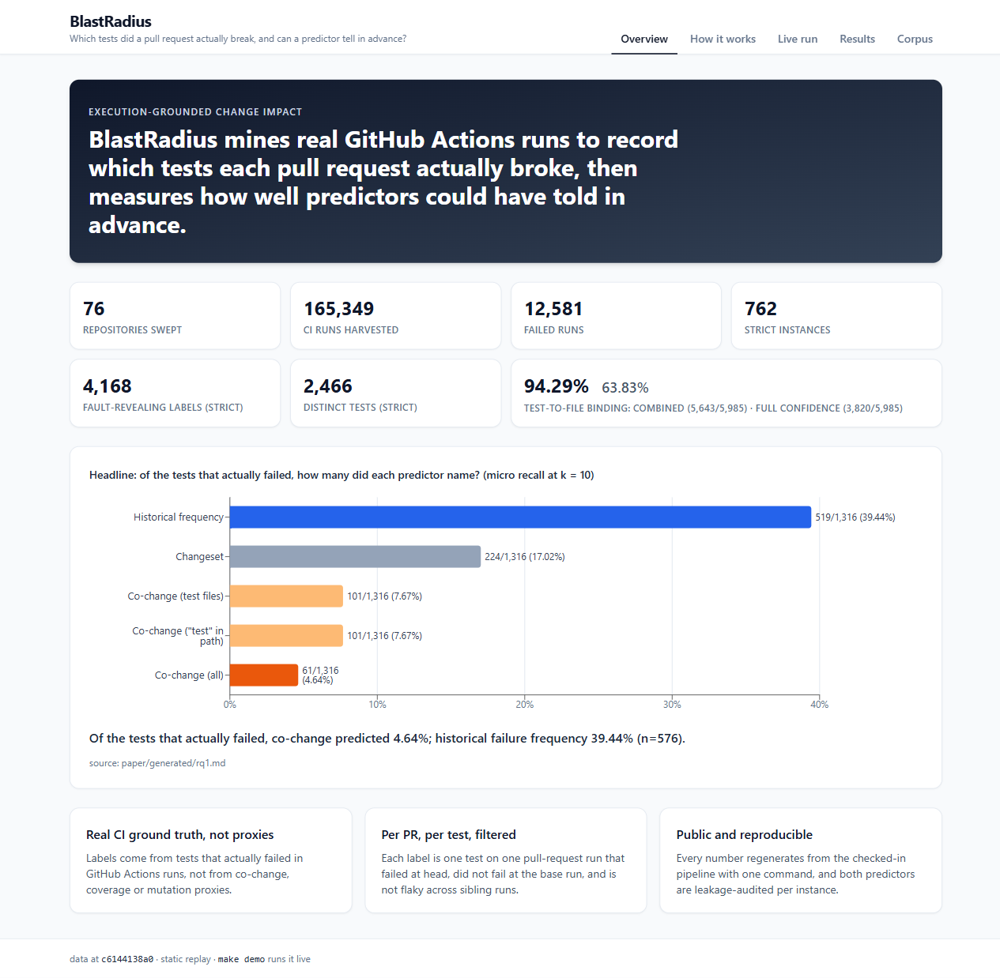 BlastRadius
Which tests did a pull request actually break, and can a predictor tell in advance?
Overview
How it works
Live run
Results
Corpus
EXECUTION-GROUNDED CHANGE IMPACT
BlastRadius mines real GitHub Actions runs to record
which tests each pull request actually broke, then
measures how well predictors could have told in
advance.
76
REPOSITORIES SWEPT
165,349
CI RUNS HARVESTED
12,581
FAILED RUNS
762
STRICT INSTANCES
4,168
FAULT-REVEALING LABELS (STRICT)
2,466
DISTINCT TESTS (STRICT)
94.29% 63.83%
TEST-TO-FILE BINDING: COMBINED (5,643/5,985) · FULL CONFIDENCE (3,820/5,985)
Headline: of the tests that actually failed, how many did each predictor name? (micro recall at k = 10)
Historical frequency
519/1,316 (39.44%)
Changeset
224/1,316 (17.02%)
Co-change (test files)
101/1,316 (7.67%)
Co-change ("test" in
path)
101/1,316 (7.67%)
Co-change (all)
61/1,316
(4.64%)
0%
10%
20%
30%
40%
Of the tests that actually failed, co-change predicted 4.64%; historical failure frequency 39.44% (n=576).
source: paper/generated/rq1.md
Real CI ground truth, not proxies
Labels come from tests that actually failed in
GitHub Actions runs, not from co-change,
coverage or mutation proxies.
Per PR, per test, filtered
Each label is one test on one pull-request run that
failed at head, did not fail at the base run, and is
not flaky across sibling runs.
Public and reproducible
Every number regenerates from the checked-in
pipeline with one command, and both predictors
are leakage-audited per instance.
data at c6144138a0 · static replay · make demo runs it live